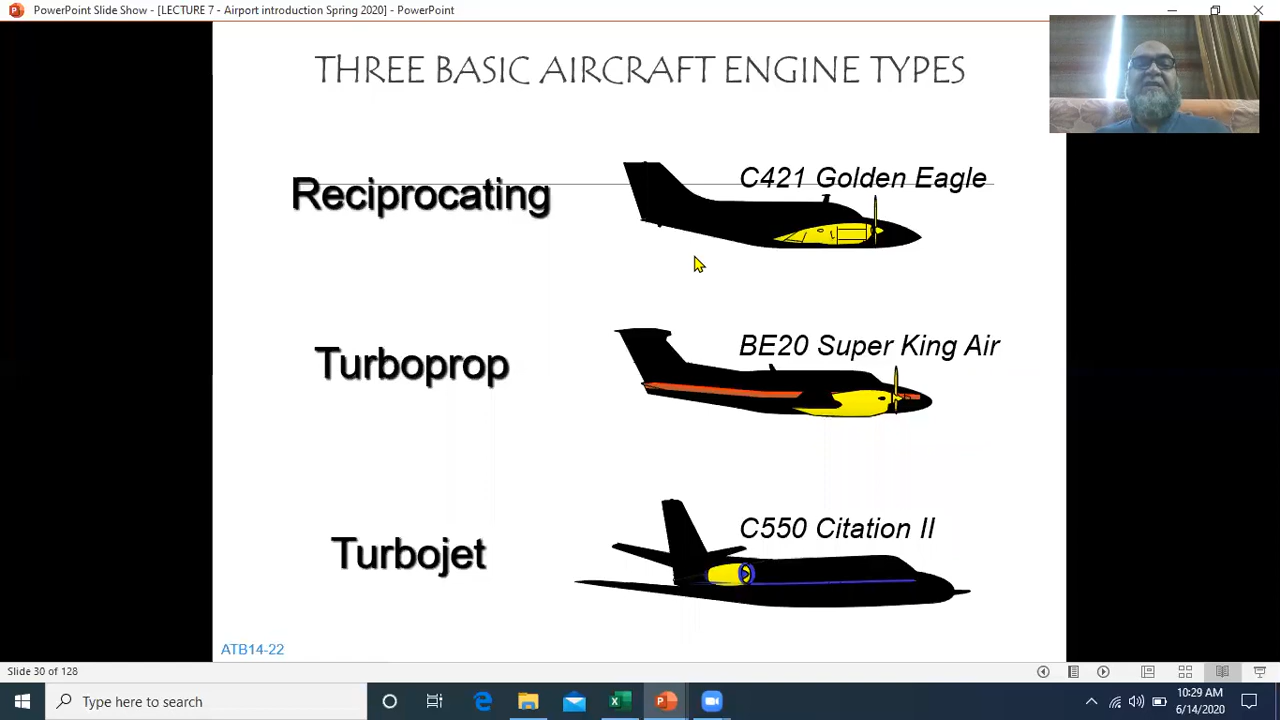 PowerPoint Slide Show - [LECTURE 7 - Airport introduction Spring 2020] - PowerPoint
THREE BASIC AIRCRAFT ENGINE TYPES
Reciprocating
C421 Golden Eagle
Turboprop
BE20 Super King Air
Turbojet
C550 Citation II
ATB14-22
Slide 30 of 128
Type here to search
10:29 AM
6/14/2020